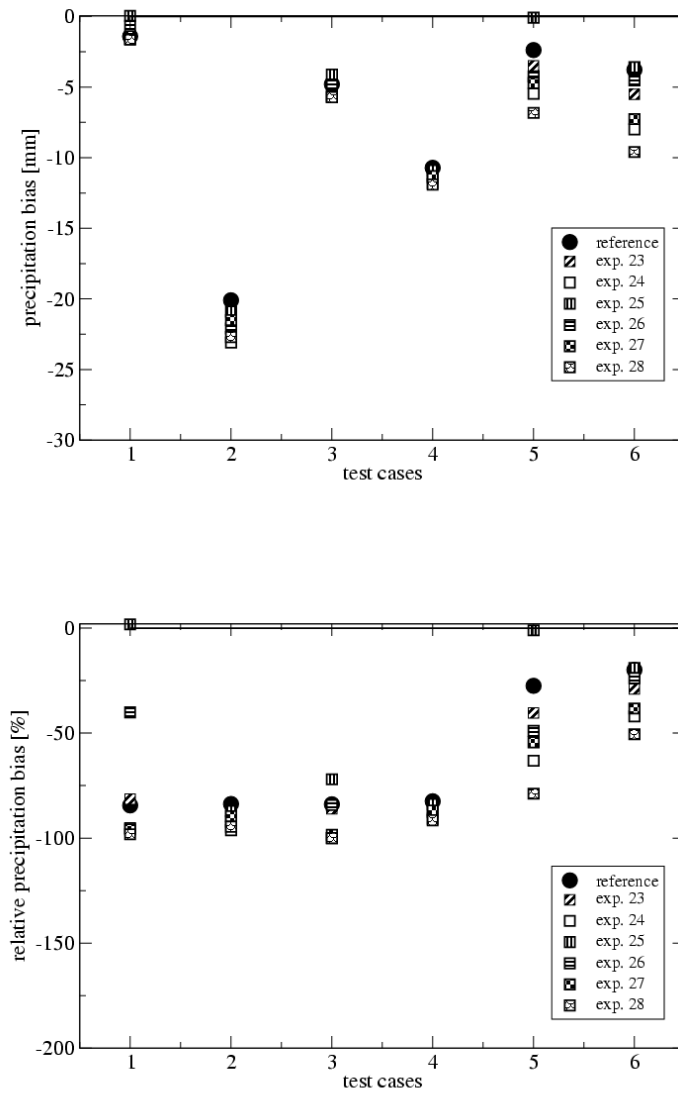 0
-5
-10
-15
-20
-25
-30
precipitation bias [mm]
1 2 3 4 5 6
test cases
reference
exp. 23
exp. 24
exp. 25
exp. 26
exp. 27
exp. 28
0
-50
-100
-150
-200
relative precipitation bias [%]
1 2 3 4 5 6
test cases
reference
exp. 23
exp. 24
exp. 25
exp. 26
exp. 27
exp. 28